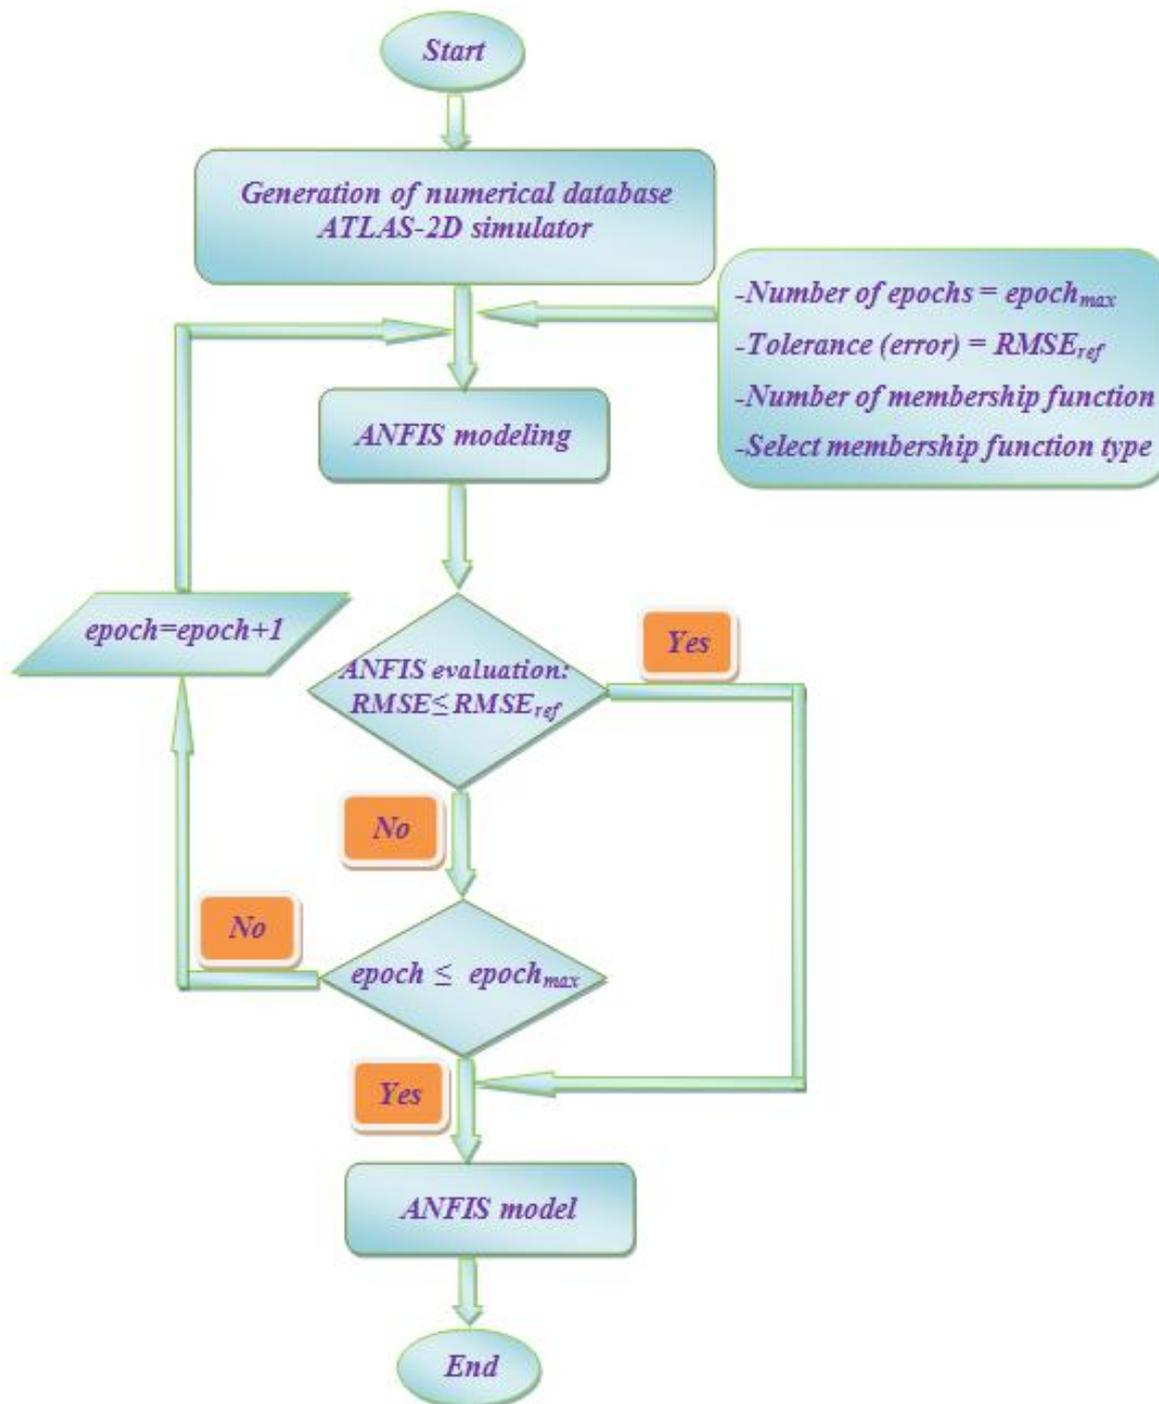 Start
Generation of numerical database
ATLAS-2D simulator
-Number of epochs = epochmax
-Tolerance (error) = RMSEref
-Number of membership function
-Select membership function type
ANFIS modeling
epoch=epoch+1
ANFIS evaluation:
RMSE≤RMSEref
Yes
No
No
epoch ≤ epochmax
Yes
ANFIS model
End